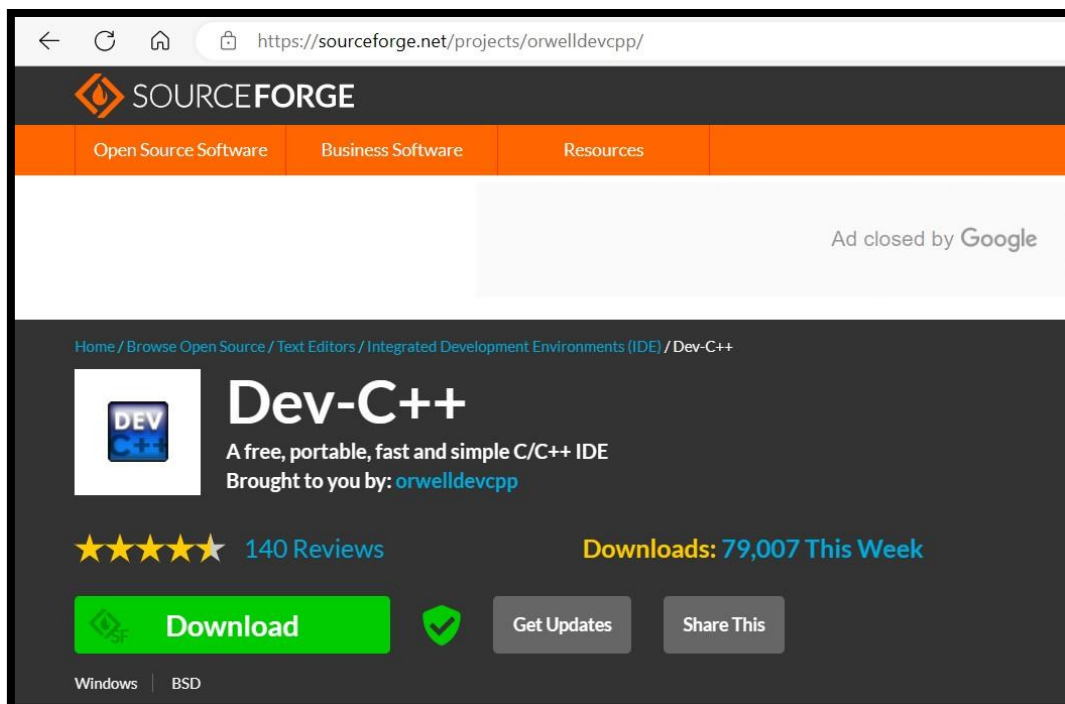 https://sourceforge.net/projects/orwelldevcpp/
SOURCEFORGE
Open Source Software Business Software Resources
Ad closed by Google
Home / Browse Open Source / Text Editors / Integrated Development Environments (IDE) / Dev-C++
DEV
C++
Dev-C++
A free, portable, fast and simple C/C++ IDE
Brought to you by: orwelldevcpp
140 Reviews Downloads: 79,007 This Week
SF Download Get Updates Share This
Windows BSD